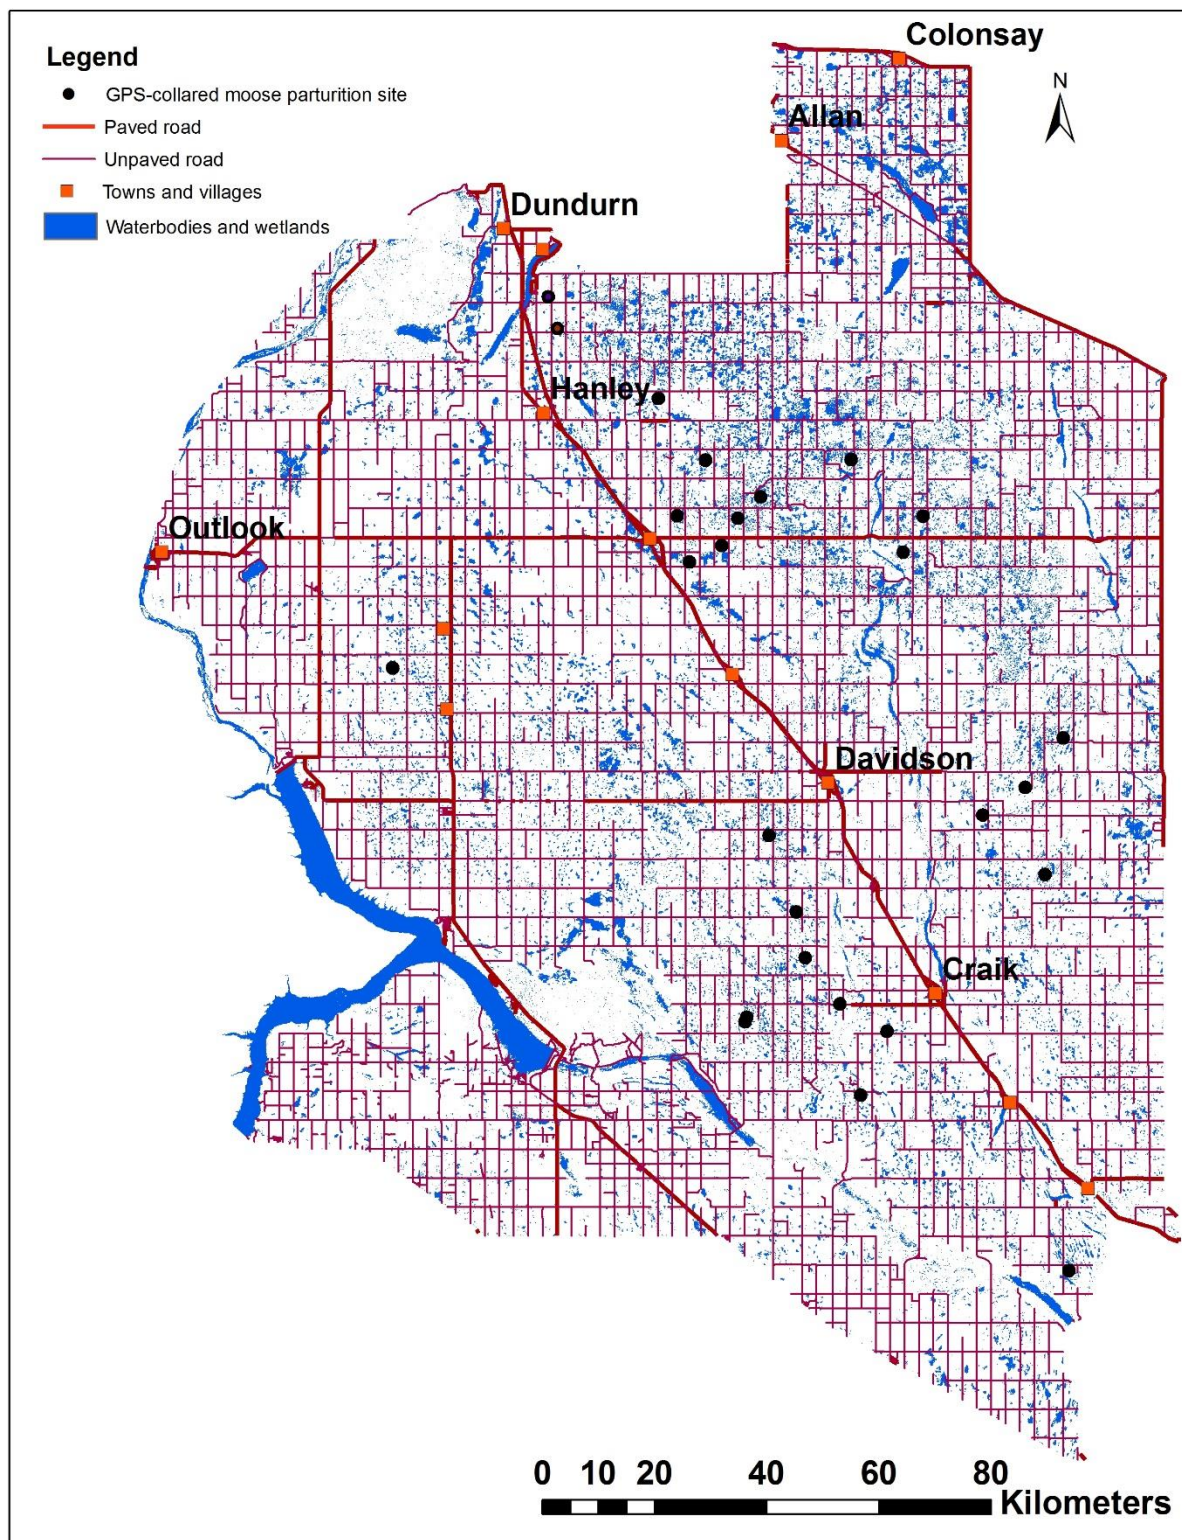 Colonsay
Legend
N
GPS-collared moose parturition site
Allan
Paved road
Unpaved road
Towns and villages
Dundurn
Waterbodies and wetlands
Hanley
Outlook
Davidson
Craik
0 10 20 40 60 80
Kilometers